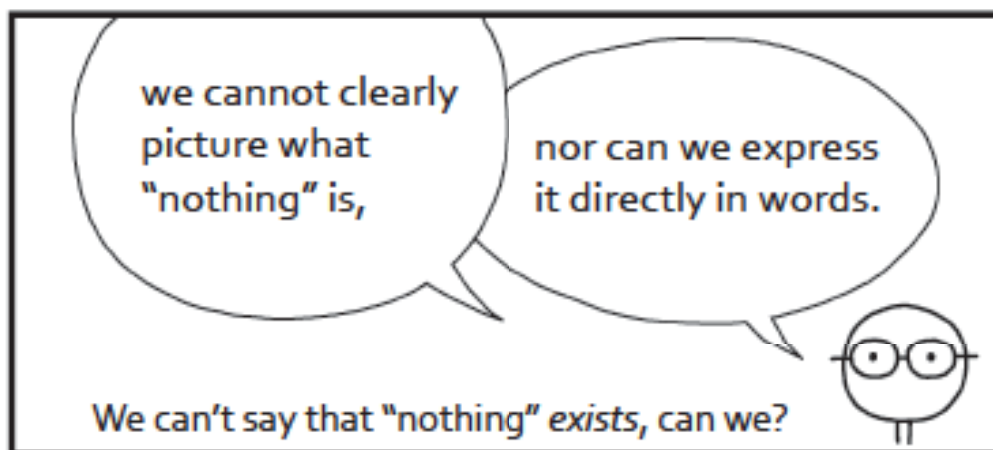 we cannot clearly
picture what
“nothing” is,
nor can we express
it directly in words.
We can’t say that “nothing” exists, can we?